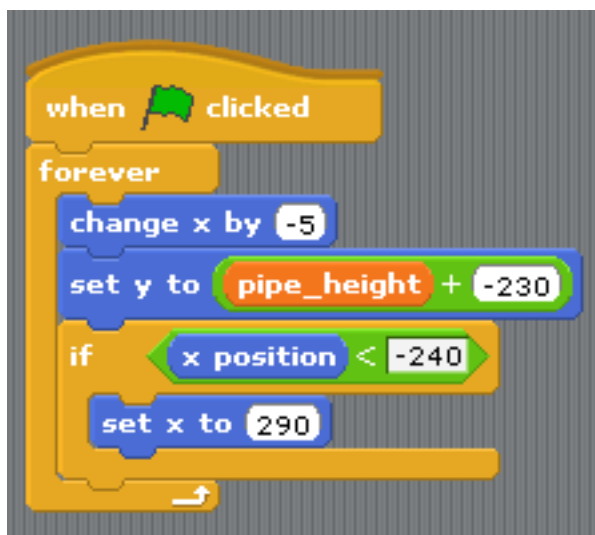 when clicked
forever
change x by -5
set y to pipe_height + -230
if x position < -240
set x to 290